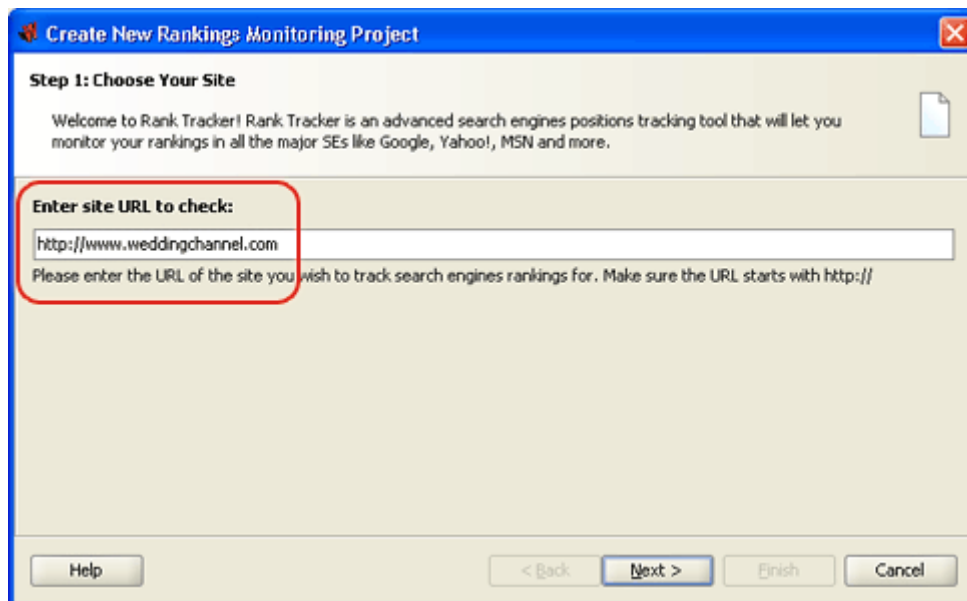 Create New Rankings Monitoring Project
Step 1: Choose Your Site
Welcome to Rank Tracker! Rank Tracker is an advanced search engines positions tracking tool that will let you
monitor your rankings in all the major SEs like Google, Yahoo!, MSN and more.
Enter site URL to check:
http://www.weddingchannel.com
Please enter the URL of the site you wish to track search engines rankings for. Make sure the URL starts with http://
Help
< Back
Next >
Finish
Cancel